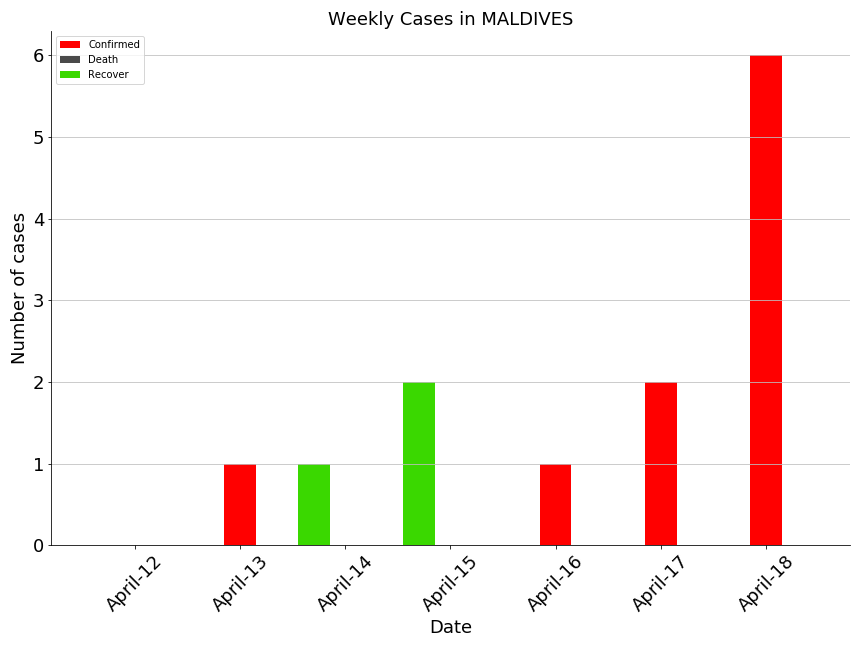 Weekly Cases in MALDIVES
Confirmed
Death
Recover
Number of cases
6
5
4
3
2
1
0
April-12
April-13
April-14
April-15
April-16
April-17
April-18
Date